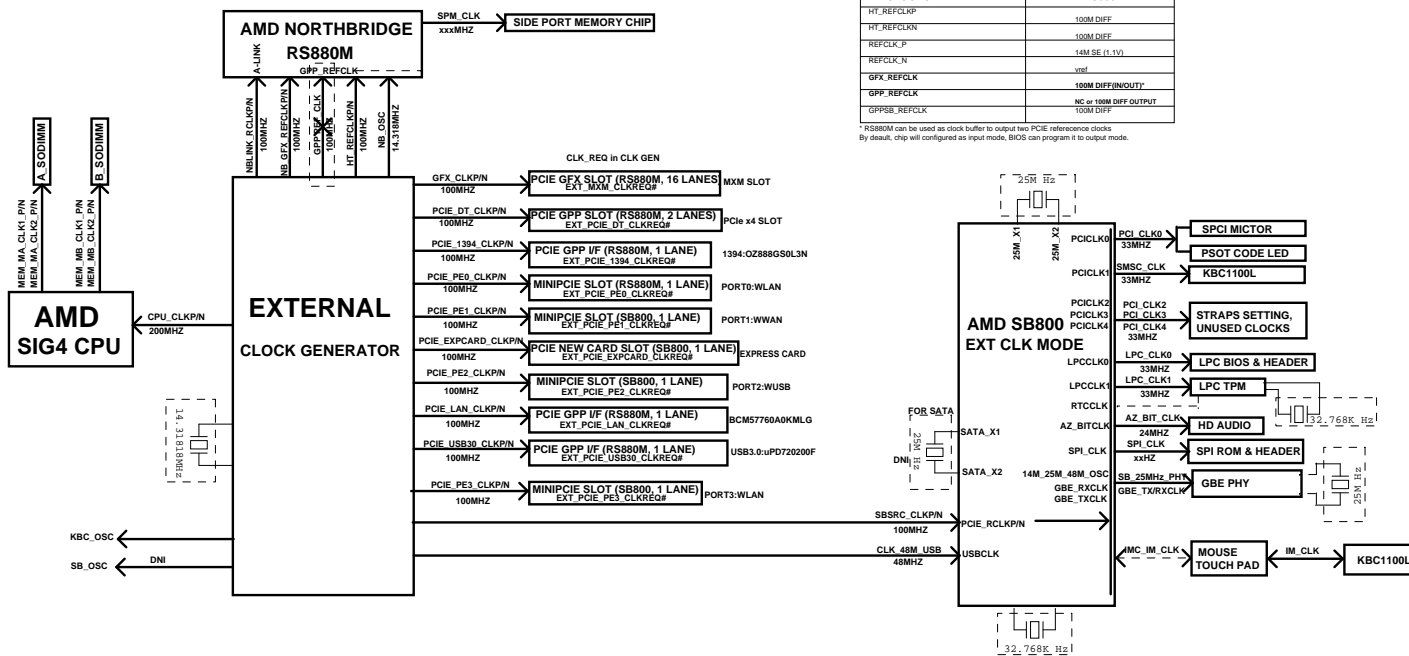 HT_REFCLKP
100M DIFF
HT_REFCLKN
100M DIFF
REFCLK_P
14M SE (1.1V)
REFCLK_N
vref
GFX_REFCLK
100M DIFF(IN/OUT)*
GPP_REFCLK
NC or 100M DIFF OUTPUT
GPPSB_REFCLK
100M DIFF
* RS880M can be used as clock buffer to output two PCIE referecence clocks
By deault, chip will configured as input mode, BIOS can program it to output mode.
AMD NORTHBRIDGE
RS880M
A-LINK
GPP_REFCLK
SPM_CLK
xxxMHZ
SIDE PORT MEMORY CHIP
NBLINK_RCLKP/N
100MHZ
NB_GFX_REFCLKP/N
100MHZ
GPP_REF_CLK
100MHZ
HT_REFCLKP/N
100MHZ
NB_OSC
14.318MHZ
A_SODIMM
B_SODIMM
MEM_MA_CLK1_P/N
MEM_MA_CLK2_P/N
MEM_MB_CLK1_P/N
MEM_MB_CLK2_P/N
AMD
SIG4 CPU
CPU_CLKP/N
200MHZ
EXTERNAL
CLOCK GENERATOR
14.31818MHz
KBC_OSC
SB_OSC
DNI
CLK_REQ in CLK GEN
GFX_CLKP/N
100MHZ
PCIE GFX SLOT (RS880M, 16 LANES)
EXT_MXM_CLKREQ#
MXM SLOT
PCIE_DT_CLKP/N
100MHZ
PCIE GPP SLOT (RS880M, 2 LANES)
EXT_PCIE_DT_CLKREQ#
PCIe x4 SLOT
PCIE_1394_CLKP/N
100MHZ
PCIE GPP I/F (RS880M, 1 LANE)
EXT_PCIE_1394_CLKREQ#
1394:OZ888GS0L3N
PCIE_PE0_CLKP/N
100MHZ
MINIPCIE SLOT (RS880M, 1 LANE)
EXT_PCIE_PE0_CLKREQ#
PORT0:WLAN
PCIE_PE1_CLKP/N
100MHZ
MINIPCIE SLOT (SB800, 1 LANE)
EXT_PCIE_PE1_CLKREQ#
PORT1:WWAN
PCIE_EXPCARD_CLKP/N
100MHZ
PCIE NEW CARD SLOT (SB800, 1 LANE)
EXT_PCIE_EXPCARD_CLKREQ#
EXPRESS CARD
PCIE_PE2_CLKP/N
100MHZ
MINIPCIE SLOT (SB800, 1 LANE)
EXT_PCIE_PE2_CLKREQ#
PORT2:WUSB
PCIE_LAN_CLKP/N
100MHZ
PCIE GPP I/F (RS880M, 1 LANE)
EXT_PCIE_LAN_CLKREQ#
BCM57760A0KMLG
PCIE_USB30_CLKP/N
100MHZ
PCIE GPP I/F (RS880M, 1 LANE)
EXT_PCIE_USB30_CLKREQ#
USB3.0:uPD720200F
PCIE_PE3_CLKP/N
100MHZ
MINIPCIE SLOT (SB800, 1 LANE)
EXT_PCIE_PE3_CLKREQ#
PORT3:WLAN
SBSRC_CLKP/N
100MHZ
CLK_48M_USB
48MHZ
25M Hz
25M_X1
25M_X2
AMD SB800
EXT CLK MODE
FOR SATA
25M Hz
DNI
SATA_X1
SATA_X2
PCIE_RCLKP/N
USBCLK
32.768K Hz
PCICLK0
PCI_CLK0
33MHZ
SPCI MICTOR
PSOT CODE LED
PCICLK1
SMSC_CLK
33MHZ
KBC1100L
PCICLK2
PCICLK3
PCICLK4
PCI_CLK2
PCI_CLK3
PCI_CLK4
33MHZ
STRAPS SETTING,
UNUSED CLOCKS
LPCCLK0
LPC_CLK0
33MHZ
LPC BIOS & HEADER
LPCCLK1
LPC_CLK1
33MHZ
LPC TPM
RTCCLK
32.768K Hz
AZ_BITCLK
AZ_BIT_CLK
24MHZ
HD AUDIO
SPI_CLK
SPI_CLK
xxHZ
SPI ROM & HEADER
14M_25M_48M_OSC
GBE_RXCLK
GBE_TXCLK
SB_25MHz_PHY
GBE_TX/RXCLK
GBE PHY
25M Hz
IMC_IM_CLK
MOUSE
TOUCH PAD
IM_CLK
KBC1100L